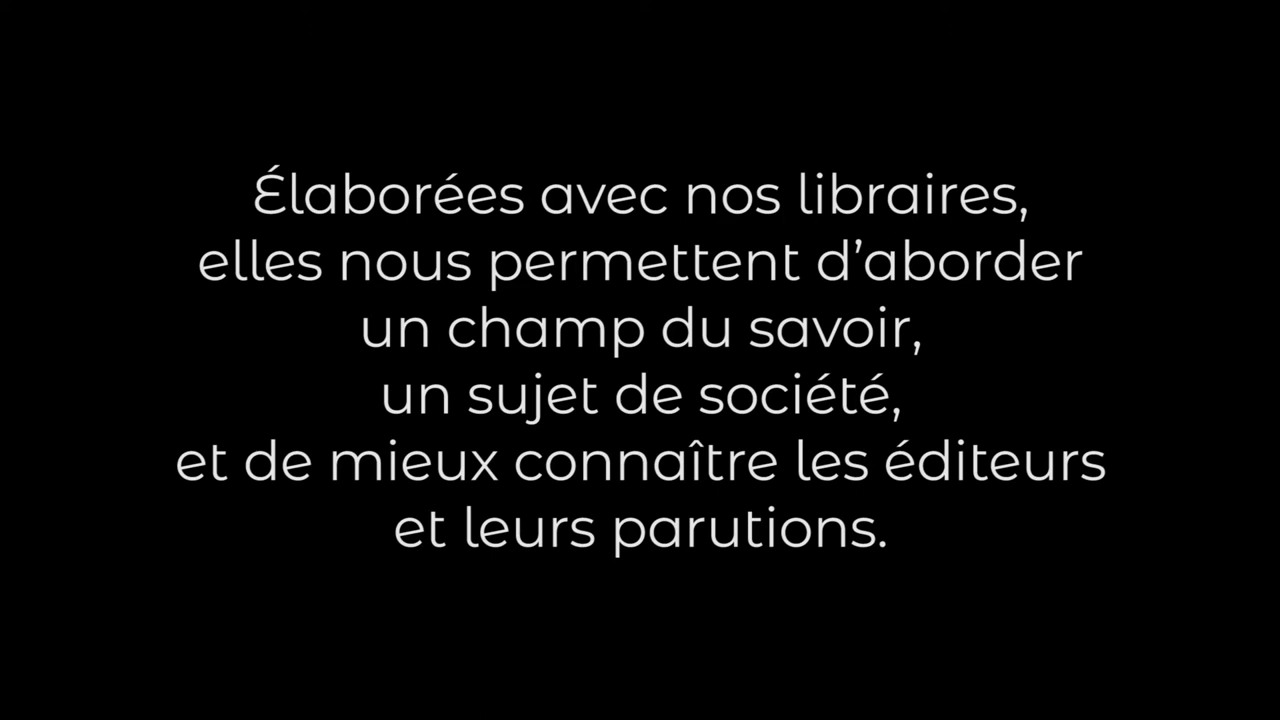 Élaborées avec nos libraires,
elles nous permettent d’aborder
un champ du savoir,
un sujet de société,
et de mieux connaître les éditeurs
et leurs parutions.